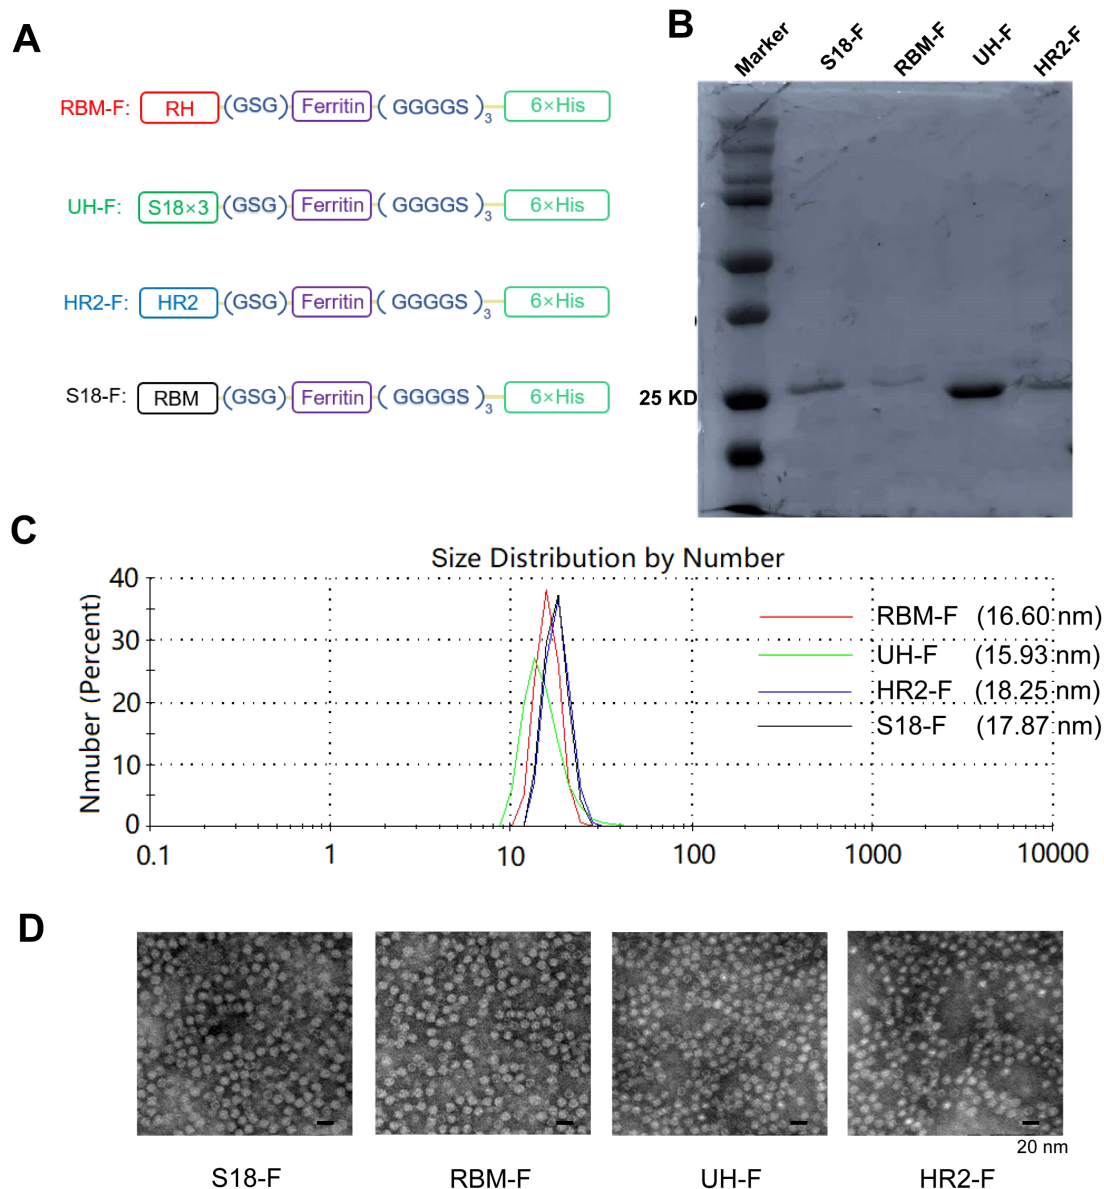 A
RBM-F: RH (GSG) Ferritin ( GGGGS )3 6×His
UH-F: S18×3 (GSG) Ferritin ( GGGGS )3 6×His
HR2-F: HR2 (GSG) Ferritin ( GGGGS )3 6×His
S18-F: RBM (GSG) Ferritin ( GGGGS )3 6×His
B
Marker S18-F RBM-F UH-F HR2-F
25 KD
C
Size Distribution by Number
Nmuber (Percent)
40
30
20
10
0
0.1 1 10 100 1000 10000
RBM-F (16.60 nm)
UH-F (15.93 nm)
HR2-F (18.25 nm)
S18-F (17.87 nm)
D
20 nm
S18-F RBM-F UH-F HR2-F